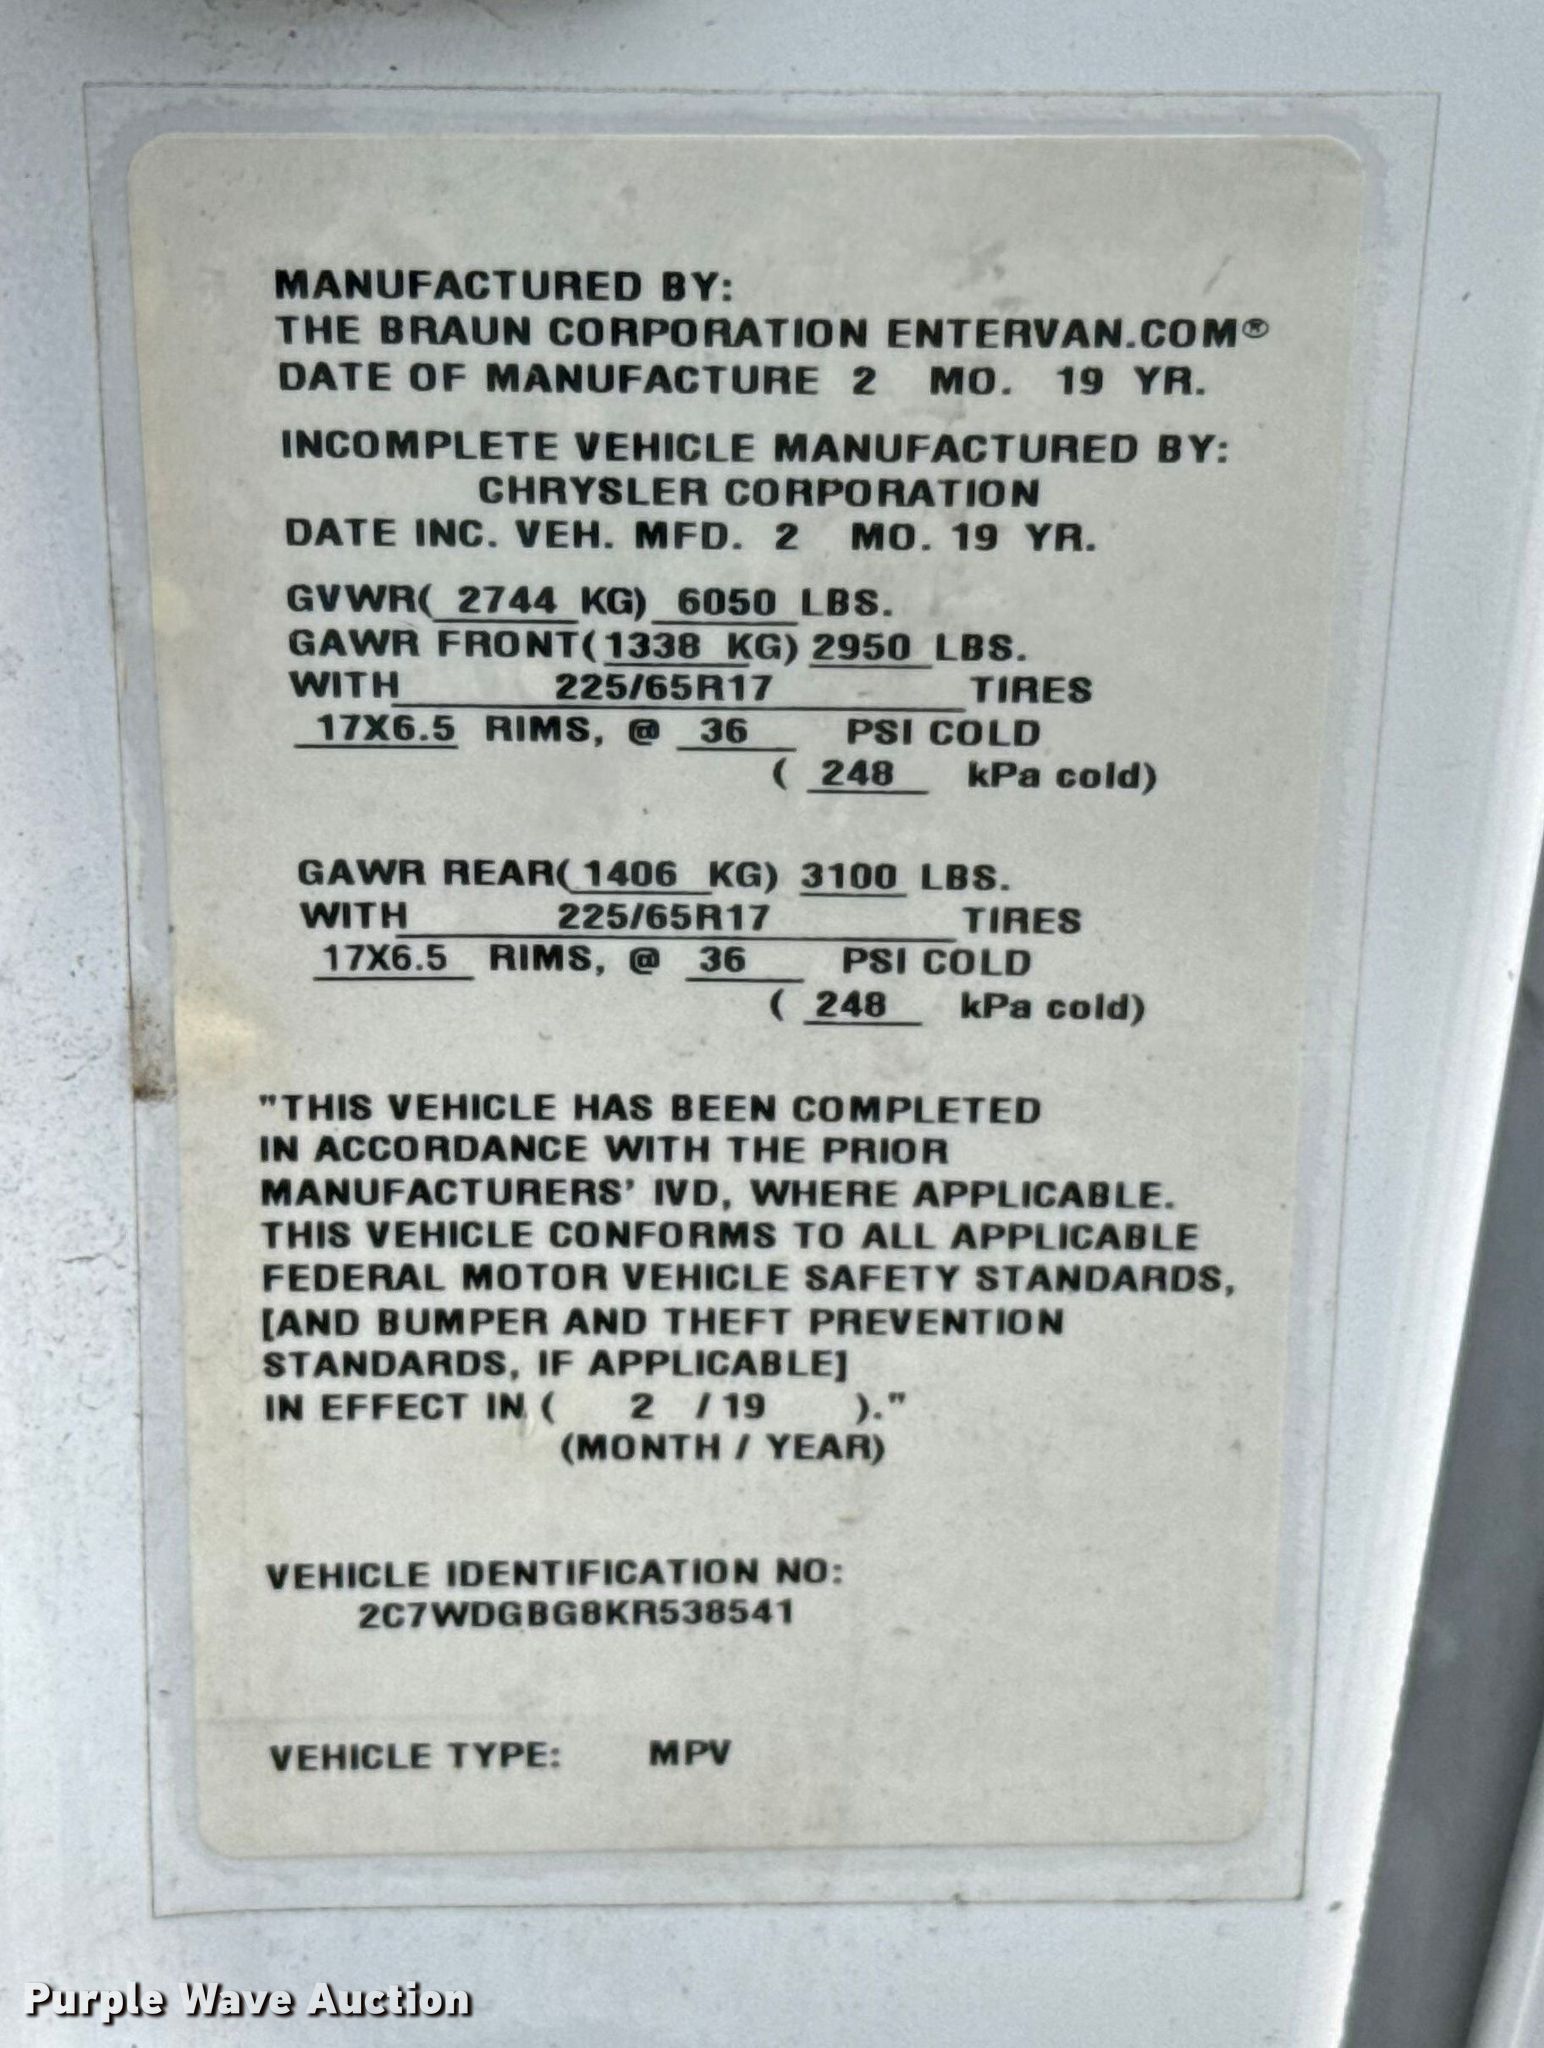 MANUFACTURED BY:
THE BRAUN CORPORATION ENTERVAN.COM®
DATE OF MANUFACTURE 2 MO. 19 YR.
INCOMPLETE VEHICLE MANUFACTURED BY:
CHRYSLER CORPORATION
DATE INC. VEH. MFD. 2 MO. 19 YR.
GVWR( 2744 KG) 6050 LBS.
GAWR FRONT(1338 KG) 2950 LBS.
WITH 225/65R17 TIRES
17X6.5 RIMS, @ 36 PSI COLD
( 248 kPa cold)
GAWR REAR( 1406 KG) 3100 LBS.
WITH 225/65R17 TIRES
17X6.5 RIMS, @ 36 PSI COLD
( 248 kPa cold)
"THIS VEHICLE HAS BEEN COMPLETED
IN ACCORDANCE WITH THE PRIOR
MANUFACTURERS' IVD, WHERE APPLICABLE.
THIS VEHICLE CONFORMS TO ALL APPLICABLE
FEDERAL MOTOR VEHICLE SAFETY STANDARDS,
[AND BUMPER AND THEFT PREVENTION
STANDARDS, IF APPLICABLE]
IN EFFECT IN ( 2 / 19 )."
(MONTH / YEAR)
VEHICLE IDENTIFICATION NO:
2C7WDGBG8KR538541
VEHICLE TYPE: MPV
Purple Wave Auction